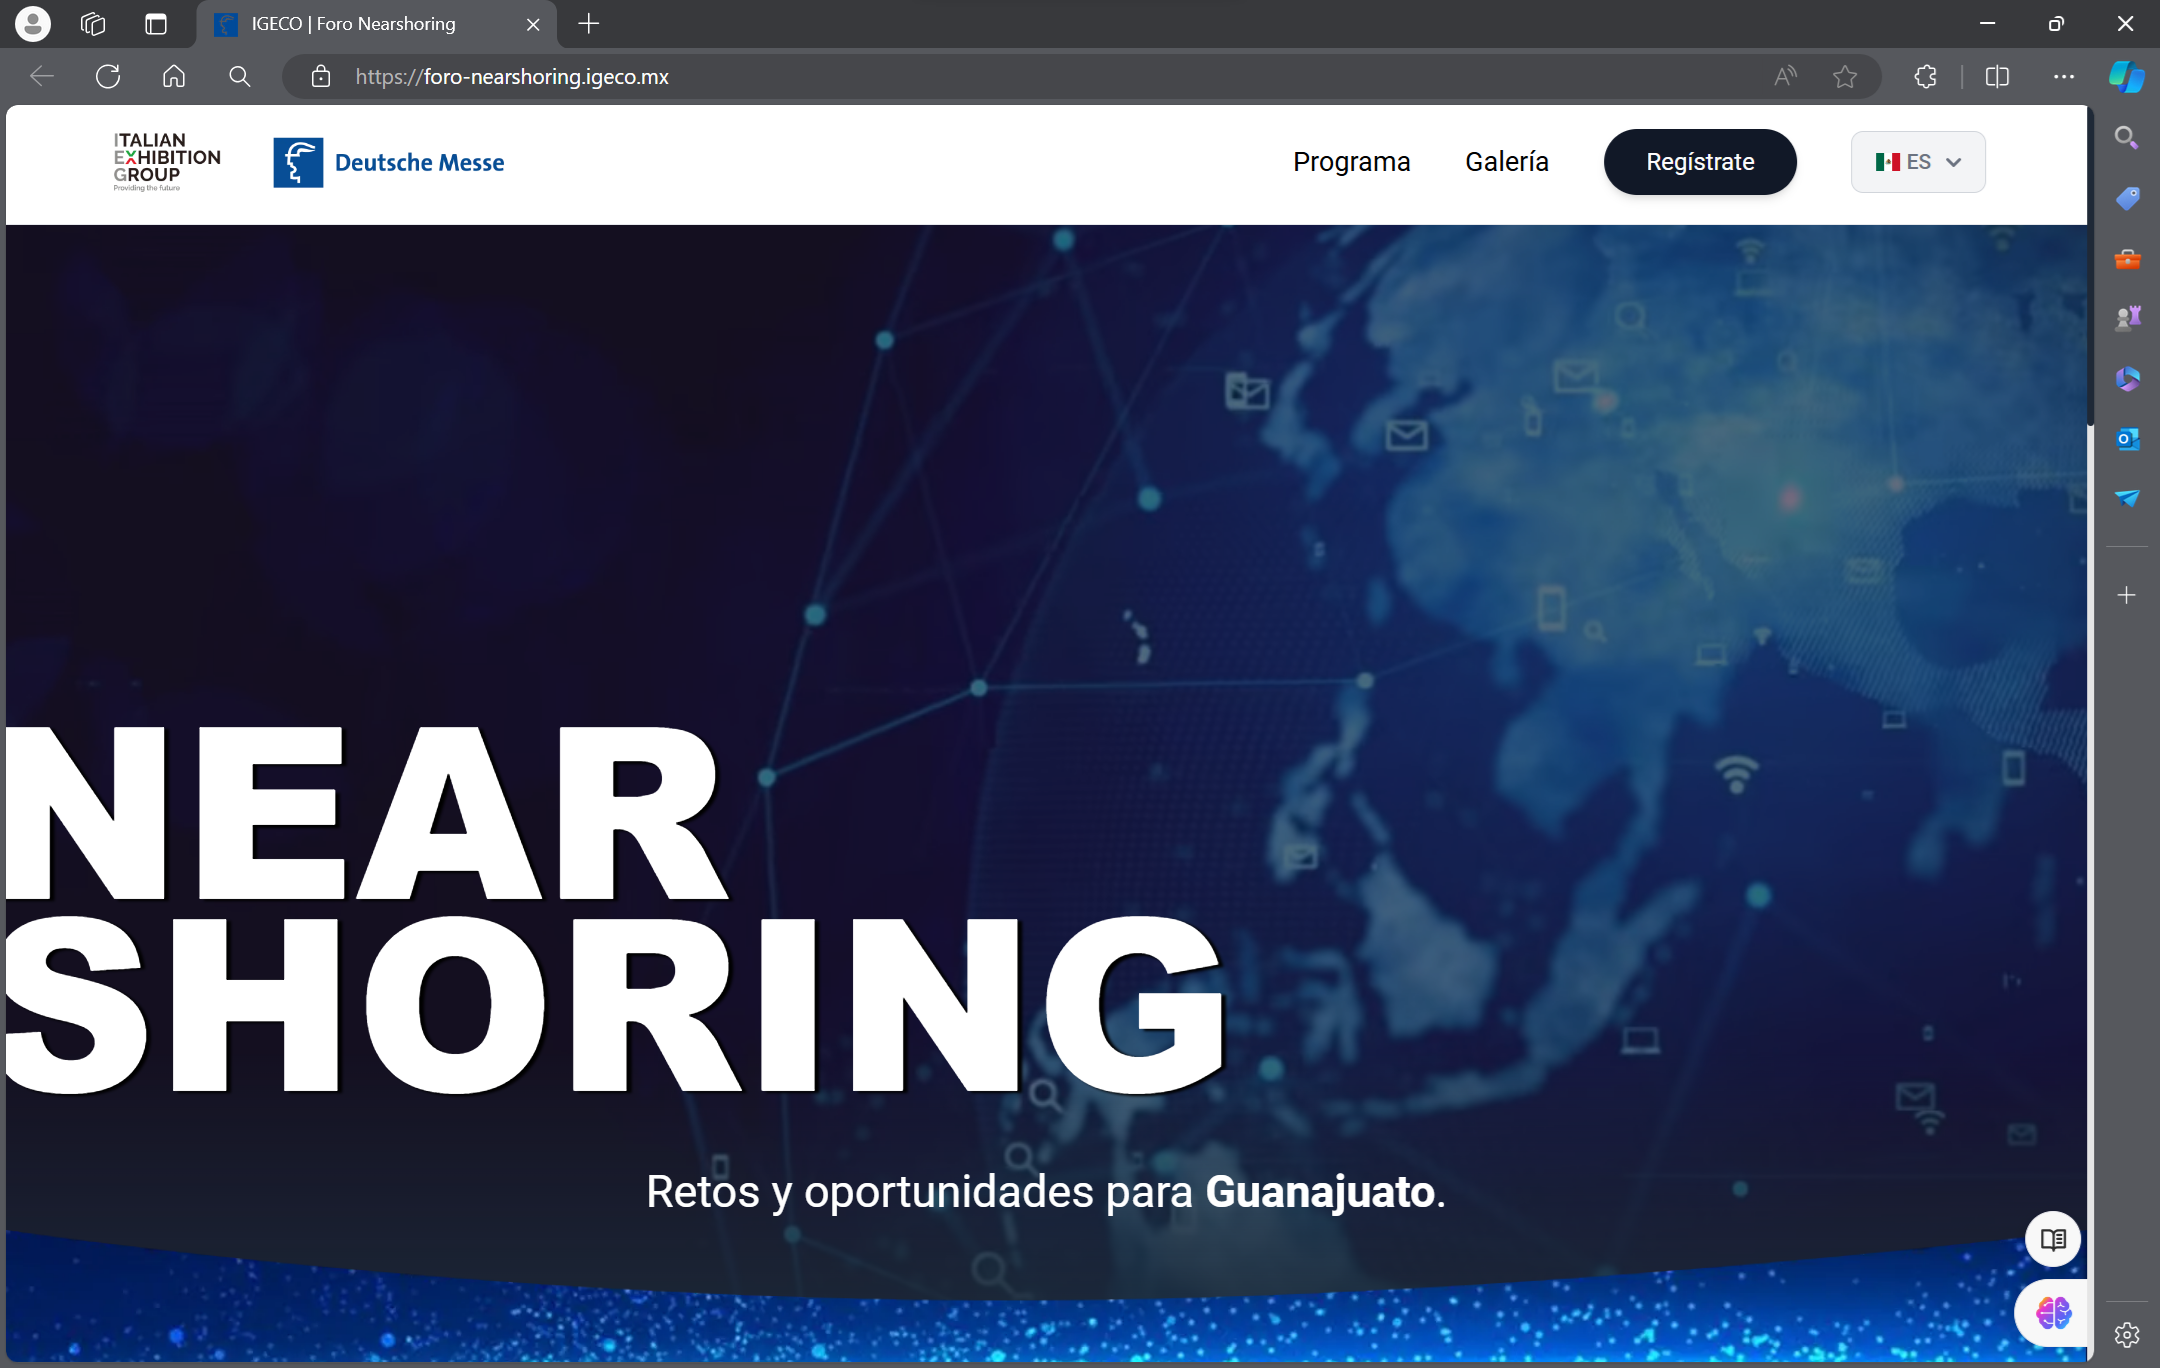 IGECO | Foro Nearshoring
https://foro-nearshoring.igeco.mx
ITALIAN
EXHIBITION
GROUP
Providing the future
Deutsche Messe
Programa
Galería
Regístrate
ES
NEAR
SHORING
Retos y oportunidades para Guanajuato.